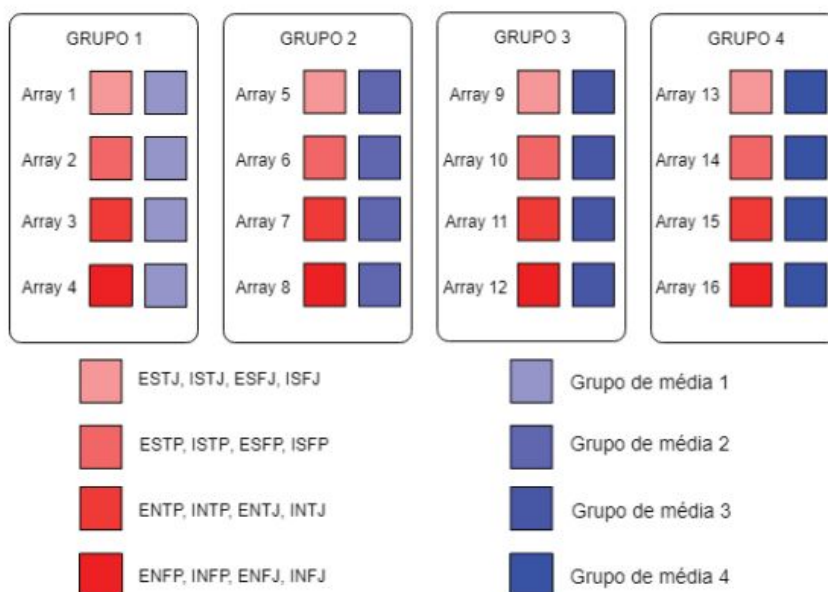 GRUPO 1
Array 1
Array 2
Array 3
Array 4
GRUPO 2
Array 5
Array 6
Array 7
Array 8
GRUPO 3
Array 9
Array 10
Array 11
Array 12
GRUPO 4
Array 13
Array 14
Array 15
Array 16
ESTJ, ISTJ, ESFJ, ISFJ
ESTP, ISTP, ESFP, ISFP
ENTP, INTP, ENTJ, INTJ
ENFP, INFP, ENFJ, INFJ
Grupo de média 1
Grupo de média 2
Grupo de média 3
Grupo de média 4